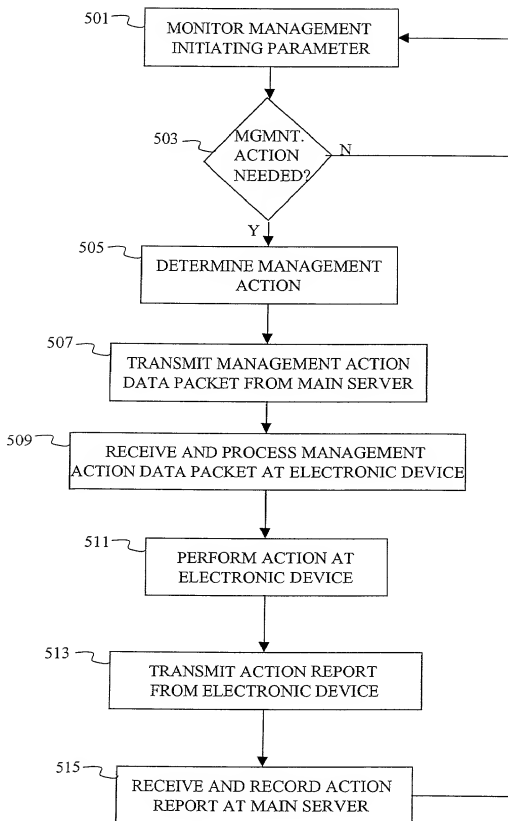 501
MONITOR MANAGEMENT
INITIATING PARAMETER
503
MGMNT.
ACTION
NEEDED?
N
Y
505
DETERMINE MANAGEMENT
ACTION
507
TRANSMIT MANAGEMENT ACTION
DATA PACKET FROM MAIN SERVER
509
RECEIVE AND PROCESS MANAGEMENT
ACTION DATA PACKET AT ELECTRONIC DEVICE
511
PERFORM ACTION AT
ELECTRONIC DEVICE
513
TRANSMIT ACTION REPORT
FROM ELECTRONIC DEVICE
515
RECEIVE AND RECORD ACTION
REPORT AT MAIN SERVER